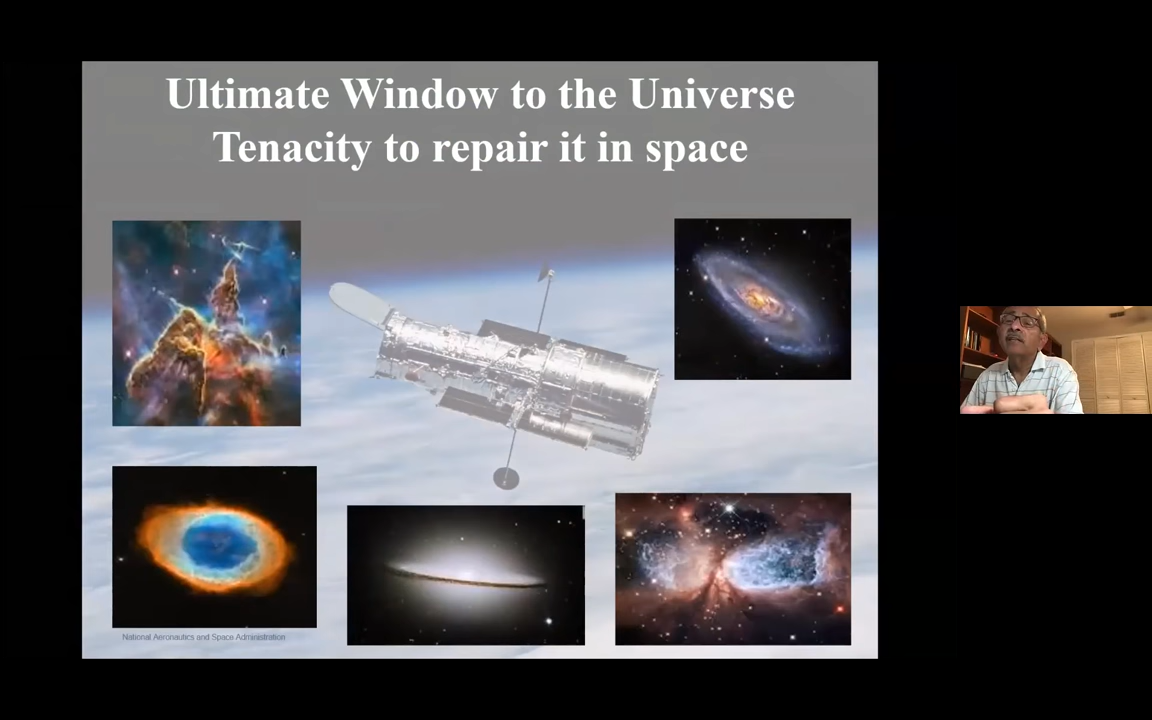 Ultimate Window to the Universe
Tenacity to repair it in space
National Aeronautics and Space Administration